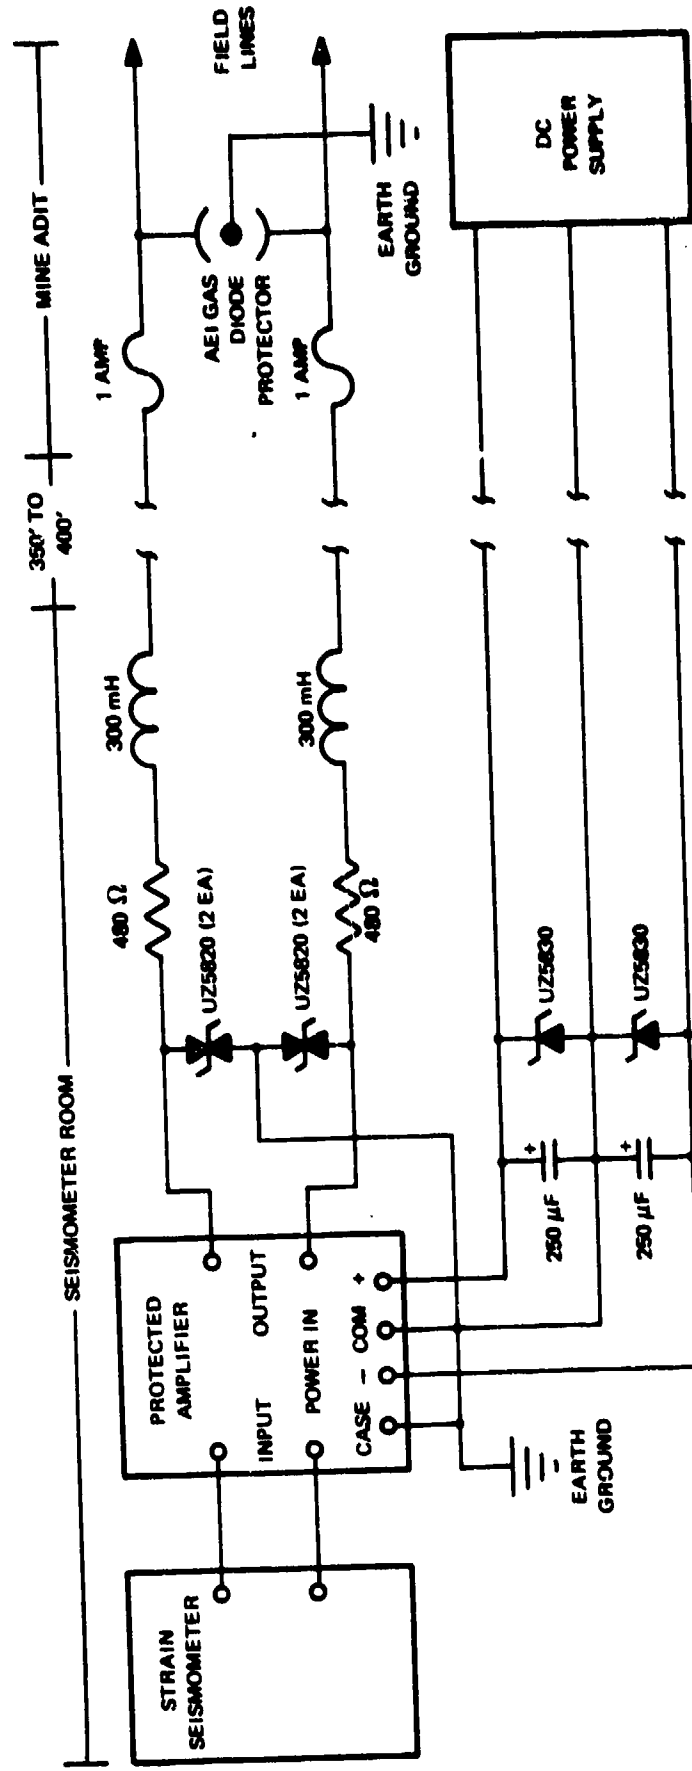 SEISMOMETER ROOM
350' TO
400'
MINE ADIT
STRAIN
SEISMOMETER
PROTECTED
AMPLIFIER
INPUT
OUTPUT
POWER IN
CASE
−
COM
+
EARTH
GROUND
480 Ω
300 mH
1 AMP
UZ5820 (2 EA)
UZ5820 (2 EA)
480 Ω
300 mH
1 AMP
AEI GAS
DIODE
PROTECTOR
FIELD
LINES
EARTH
GROUND
+
250 μF
UZ5830
+
250 μF
UZ5830
DC
POWER
SUPPLY